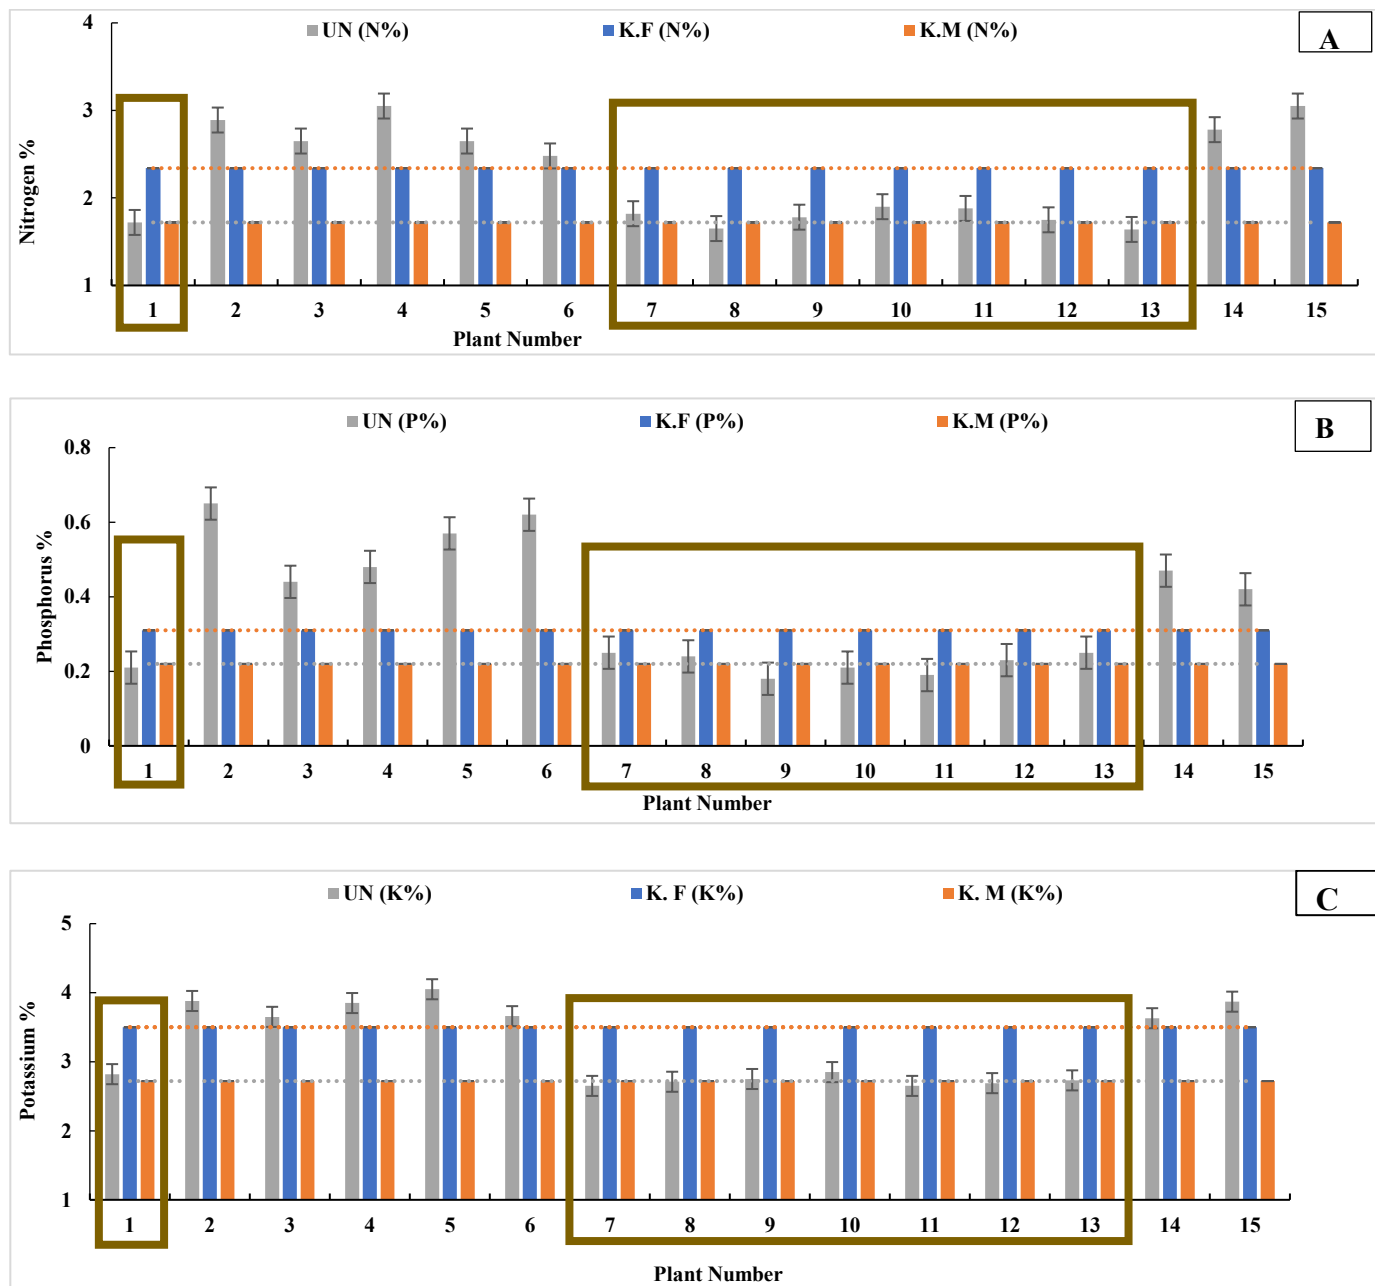 UN (N%) K.F (N%) K.M (N%)
A
4
3
2
1
Nitrogen %
1 2 3 4 5 6 7 8 9 10 11 12 13 14 15
Plant Number
UN (P%) K.F (P%) K.M (P%)
B
0.8
0.6
0.4
0.2
0
Phosphorus %
1 2 3 4 5 6 7 8 9 10 11 12 13 14 15
Plant Number
UN (K%) K. F (K%) K. M (K%)
C
5
4
3
2
1
Potassium %
1 2 3 4 5 6 7 8 9 10 11 12 13 14 15
Plant Number